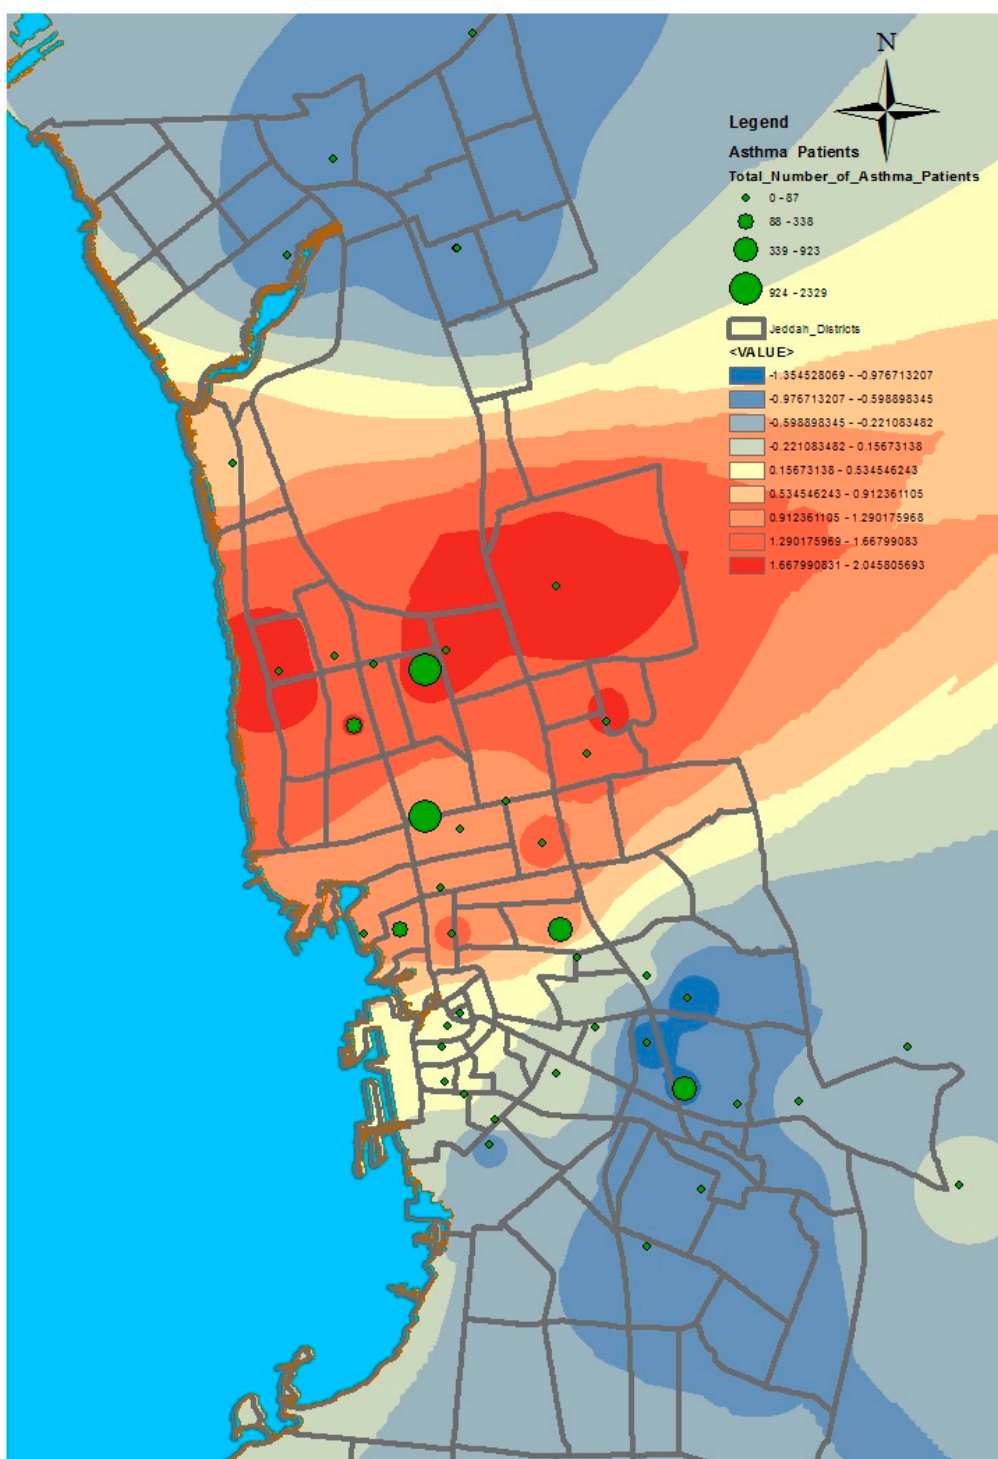 N
Legend
Asthma Patients
Total_Number_of_Asthma_Patients
0 - 87
88 - 338
339 - 923
924 - 2329
Jeddah_Districts
<VALUE>
-1.354528069 - -0.976713207
-0.976713207 - -0.598898345
-0.598898345 - -0.221083482
-0.221083482 - 0.15673138
0.15673138 - 0.534546243
0.534546243 - 0.912361105
0.912361105 - 1.290175968
1.290175969 - 1.66799083
1.667990831 - 2.045805693